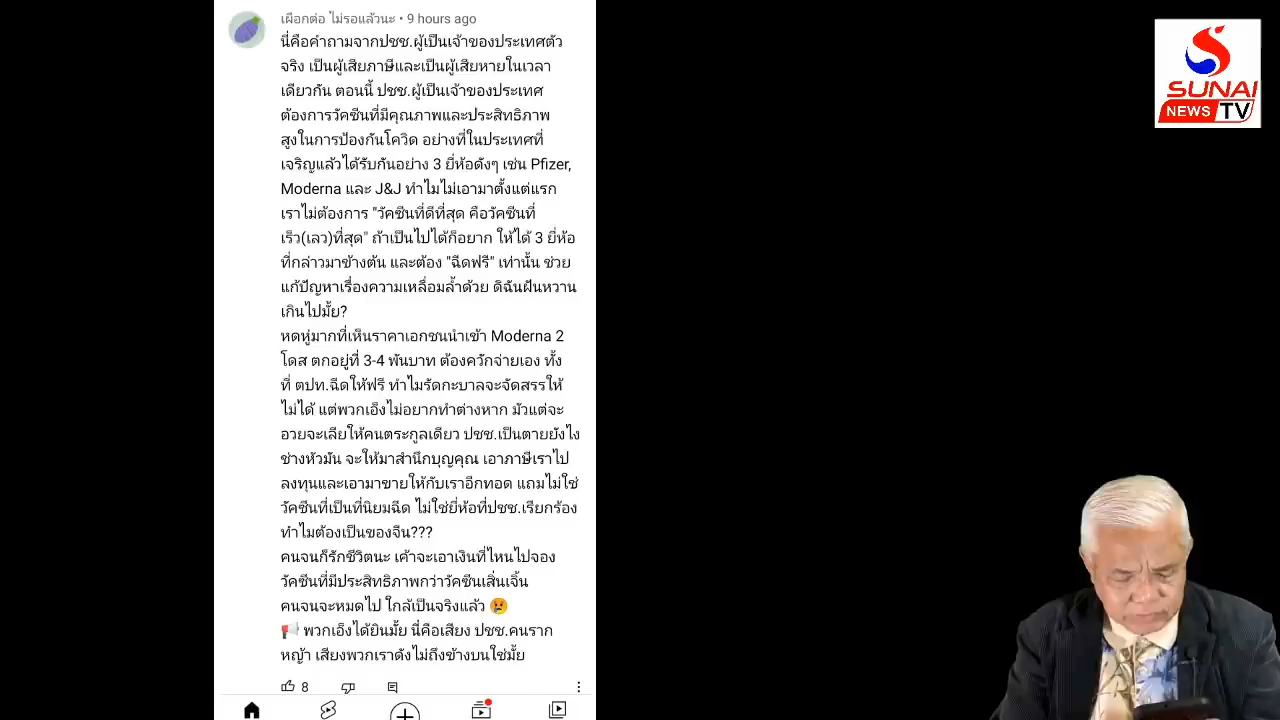 เผือกต่อ ไม่รอแล้วนะ • 9 hours ago
นี่คือคำถามจากปชช.ผู้เป็นเจ้าของประเทศตัว
จริง เป็นผู้เสียภาษีและเป็นผู้เสียหายในเวลา
เดียวกัน ตอนนี้ ปชช.ผู้เป็นเจ้าของประเทศ
ต้องการวัคซีนที่มีคุณภาพและประสิทธิภาพ
สูงในการป้องกันโควิด อย่างที่ในประเทศที่
เจริญแล้วได้รับกันอย่าง 3 ยี่ห้อดังๆ เช่น Pfizer,
Moderna และ J&J ทำไมไม่เอามาตั้งแต่แรก
เราไม่ต้องการ "วัคซีนที่ดีที่สุด คือวัคซีนที่
เร็ว(เลว)ที่สุด" ถ้าเป็นไปได้ก็อยาก ให้ได้ 3 ยี่ห้อ
ที่กล่าวมาข้างต้น และต้อง "ฉีดฟรี" เท่านั้น ช่วย
แก้ปัญหาเรื่องความเหลื่อมล้ำด้วย ดิฉันฝันหวาน
เกินไปมั้ย?
หดหู่มากที่เห็นราคาเอกชนนำเข้า Moderna 2
โดส ตกอยู่ที่ 3-4 พันบาท ต้องควักจ่ายเอง ทั้ง
ที่ ตปท.ฉีดให้ฟรี ทำไมรัดกะบาลจะจัดสรรให้
ไม่ได้ แต่พวกเอ็งไม่อยากทำต่างหาก มัวแต่จะ
อวยจะเลียให้คนตระกูลเดียว ปชช.เป็นตายยังไง
ช่างหัวมัน จะให้มาสำนึกบุญคุณ เอาภาษีเราไป
ลงทุนและเอามาขายให้กับเราอีกทอด แถมไม่ใช่
วัคซีนที่เป็นที่นิยมฉีด ไม่ใช่ยี่ห้อที่ปชช.เรียกร้อง
ทำไมต้องเป็นของจีน???
คนจนก็รักชีวิตนะ เค้าจะเอาเงินที่ไหนไปจอง
วัคซีนที่มีประสิทธิภาพกว่าวัคซีนเสิ่นเจิ้น
คนจนจะหมดไป ใกล้เป็นจริงแล้ว 😢
📢 พวกเอ็งได้ยินมั้ย นี่คือเสียง ปชช.คนราก
หญ้า เสียงพวกเราดังไม่ถึงข้างบนใช่มั้ย
8
SUNAI
NEWS TV